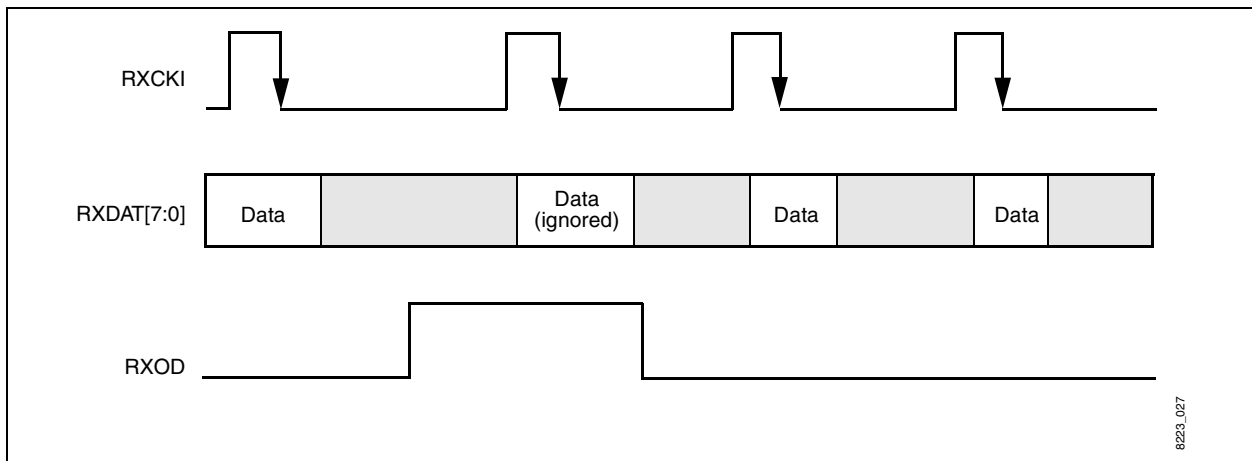 RXCKI
RXDAT[7:0]
Data
Data
(ignored)
Data
Data
RXOD
8223_027